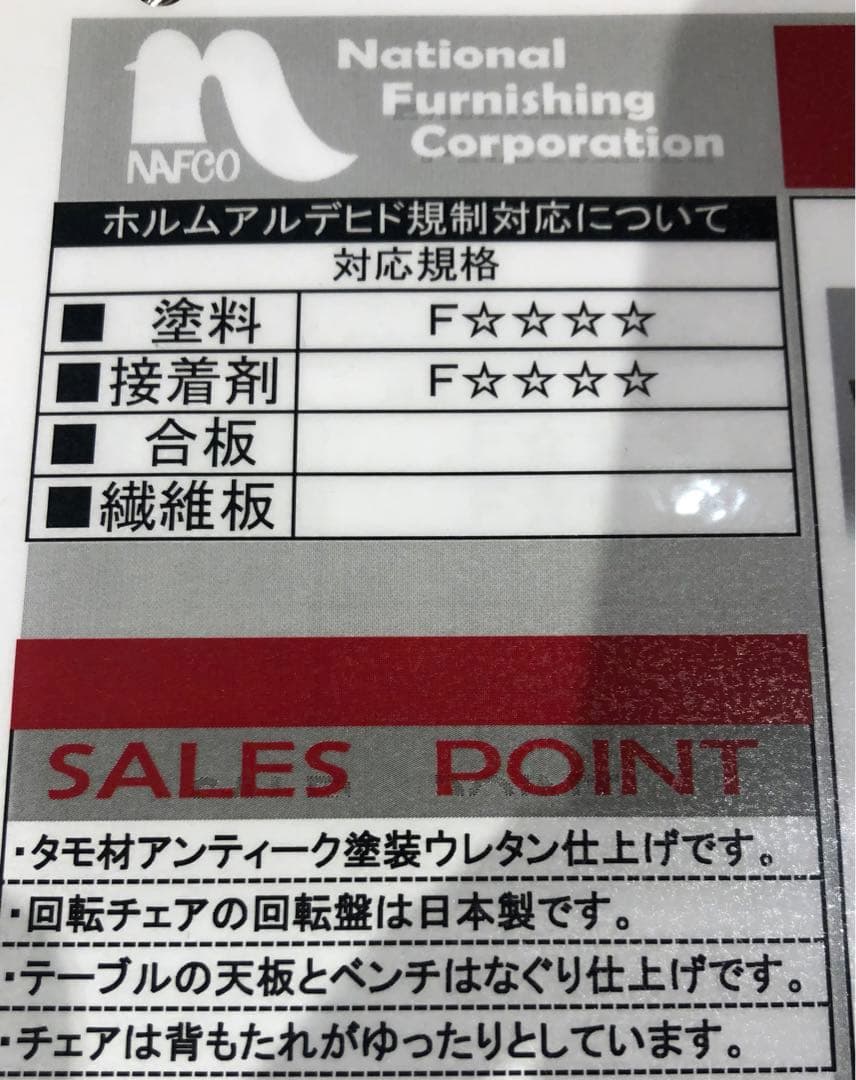 National
Furnishing
Corporation
NAFCO
ホルムアルデヒド規制対応について
対応規格
■ 塗料 F☆☆☆☆
■接着剤 F☆☆☆☆
■ 合板
■繊維板
SALES POINT
・タモ材アンティーク塗装ウレタン仕上げです。
・回転チェアの回転盤は日本製です。
・テーブルの天板とベンチはなぐり仕上げです。
・チェアは背もたれがゆったりとしています。